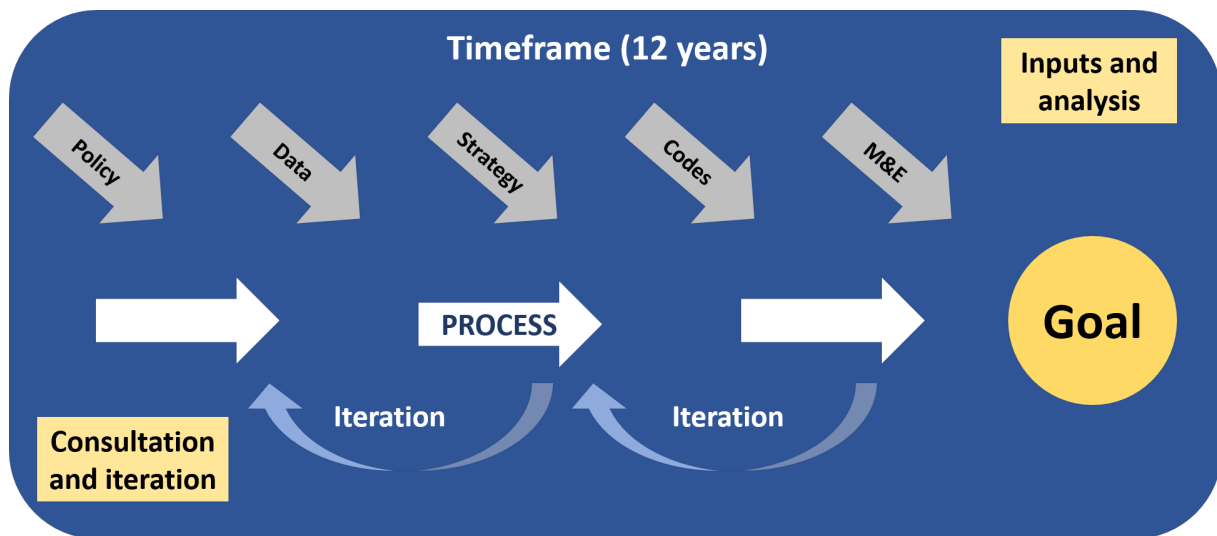 Timeframe (12 years)
Inputs and
analysis
Policy
Data
Strategy
Codes
M&E
PROCESS
Goal
Iteration
Iteration
Consultation
and iteration